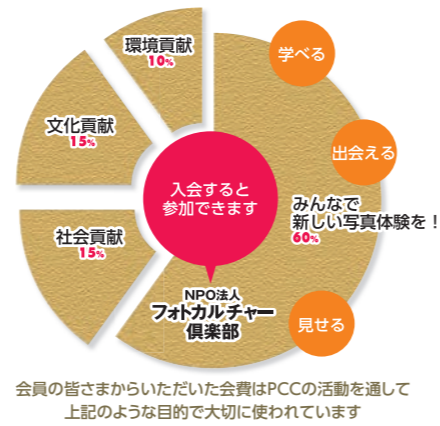 環境貢献
10%
学べる
文化貢献
15%
出会える
入会すると
参加できます
みんなで
新しい写真体験を！
60%
社会貢献
15%
NPO法人
フォトカルチャー
倶楽部
見せる
会員の皆さまからいただいた会費はPCCの活動を通して
上記のような目的で大切に使われています